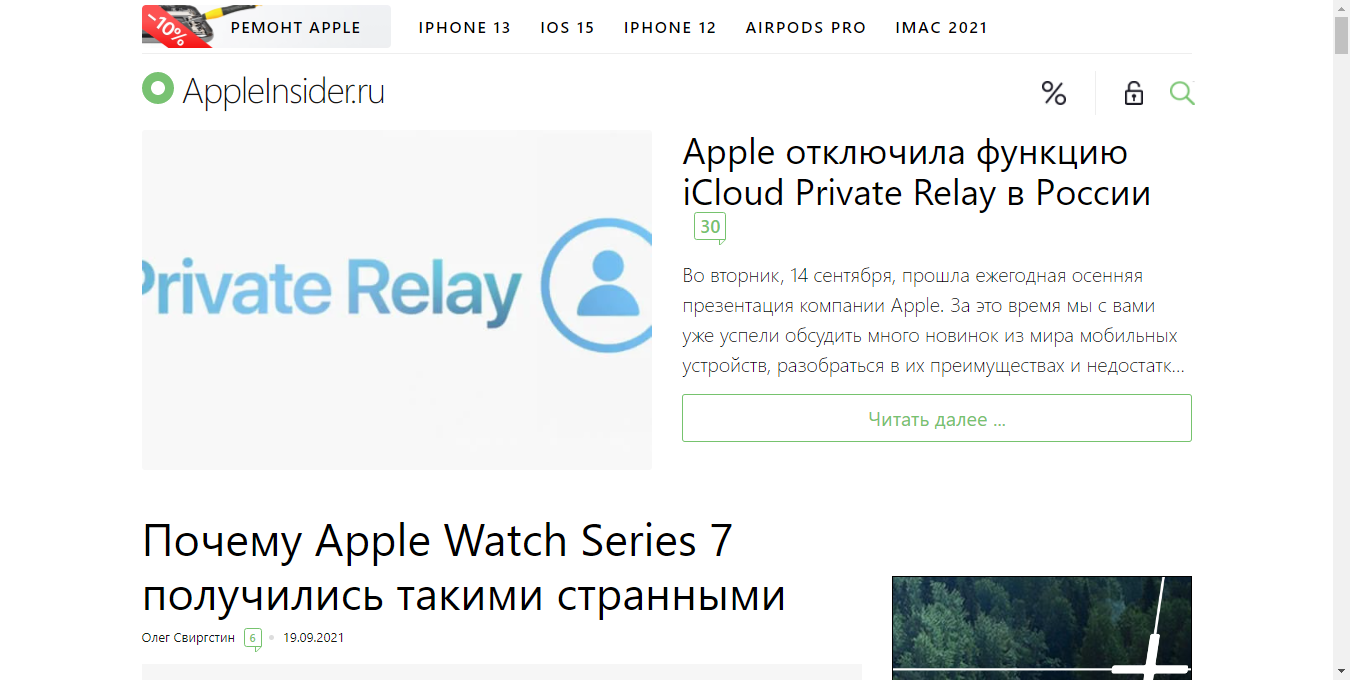 -10%
РЕМОНТ APPLE
IPHONE 13
IOS 15
IPHONE 12
AIRPODS PRO
IMAC 2021
AppleInsider.ru
%
Private Relay
Apple отключила функцию
iCloud Private Relay в России
30
Во вторник, 14 сентября, прошла ежегодная осенняя
презентация компании Apple. За это время мы с вами
уже успели обсудить много новинок из мира мобильных
устройств, разобраться в их преимуществах и недостатк...
Читать далее ...
Почему Apple Watch Series 7
получились такими странными
Олег Свиргстин 6 19.09.2021